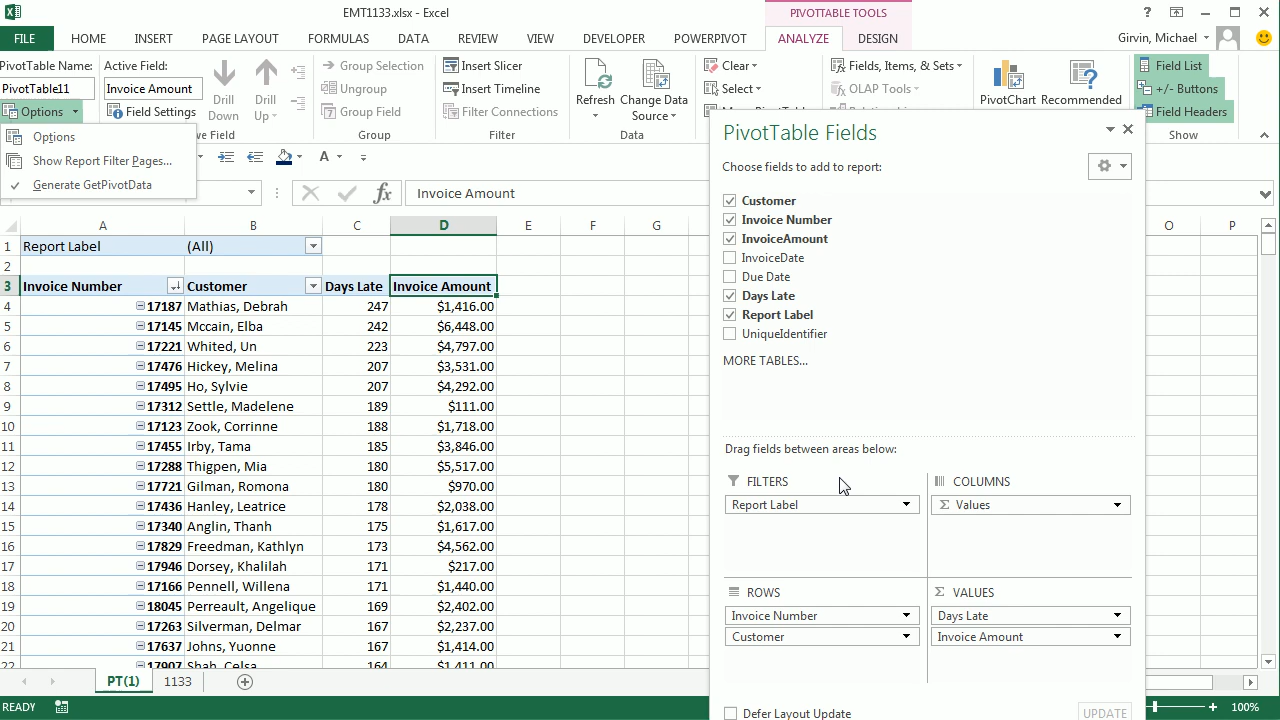 EMT1133.xlsx - Excel
PIVOTTABLE TOOLS
?
FILE HOME INSERT PAGE LAYOUT FORMULAS DATA REVIEW VIEW DEVELOPER POWERPIVOT ANALYZE DESIGN Girvin, Michael
PivotTable Name: Active Field:
PivotTable11 Invoice Amount
Options Field Settings
Drill Down Drill Up
Group Selection
Ungroup
Group Field
Insert Slicer
Insert Timeline
Filter Connections
Refresh Change Data Source
Clear
Select
Fields, Items, & Sets
OLAP Tools
PivotChart Recommended
Field List
+/- Buttons
Field Headers
Group Filter Data Show
Options
Show Report Filter Pages...
Generate GetPivotData
A
fx Invoice Amount
A B C D E F G O P
1 Report Label (All)
2
3 Invoice Number Customer Days Late Invoice Amount
4 17187 Mathias, Debrah 247 $1,416.00
5 17145 Mccain, Elba 242 $6,448.00
6 17221 Whited, Un 223 $4,797.00
7 17476 Hickey, Melina 207 $3,531.00
8 17495 Ho, Sylvie 207 $4,292.00
9 17312 Settle, Madelene 189 $111.00
10 17123 Zook, Corrinne 188 $1,718.00
11 17455 Irby, Tama 185 $3,846.00
12 17288 Thigpen, Mia 180 $5,517.00
13 17721 Gilman, Romona 180 $970.00
14 17436 Hanley, Leatrice 178 $2,038.00
15 17340 Anglin, Thanh 175 $1,617.00
16 17829 Freedman, Kathlyn 173 $4,562.00
17 17946 Dorsey, Khalilah 171 $217.00
18 17166 Pennell, Willena 171 $1,440.00
19 18045 Perreault, Angelique 169 $2,402.00
20 17263 Silverman, Delmar 167 $2,237.00
21 17637 Johns, Yuonne 167 $1,414.00
22 17907 Shah, Celsa 164 $1,411.00
PivotTable Fields
Choose fields to add to report:
Customer
Invoice Number
InvoiceAmount
InvoiceDate
Due Date
Days Late
Report Label
UniqueIdentifier
MORE TABLES...
Drag fields between areas below:
FILTERS COLUMNS
Report Label Σ Values
ROWS Σ VALUES
Invoice Number Days Late
Customer Invoice Amount
Defer Layout Update UPDATE
PT(1) 1133
READY 100%